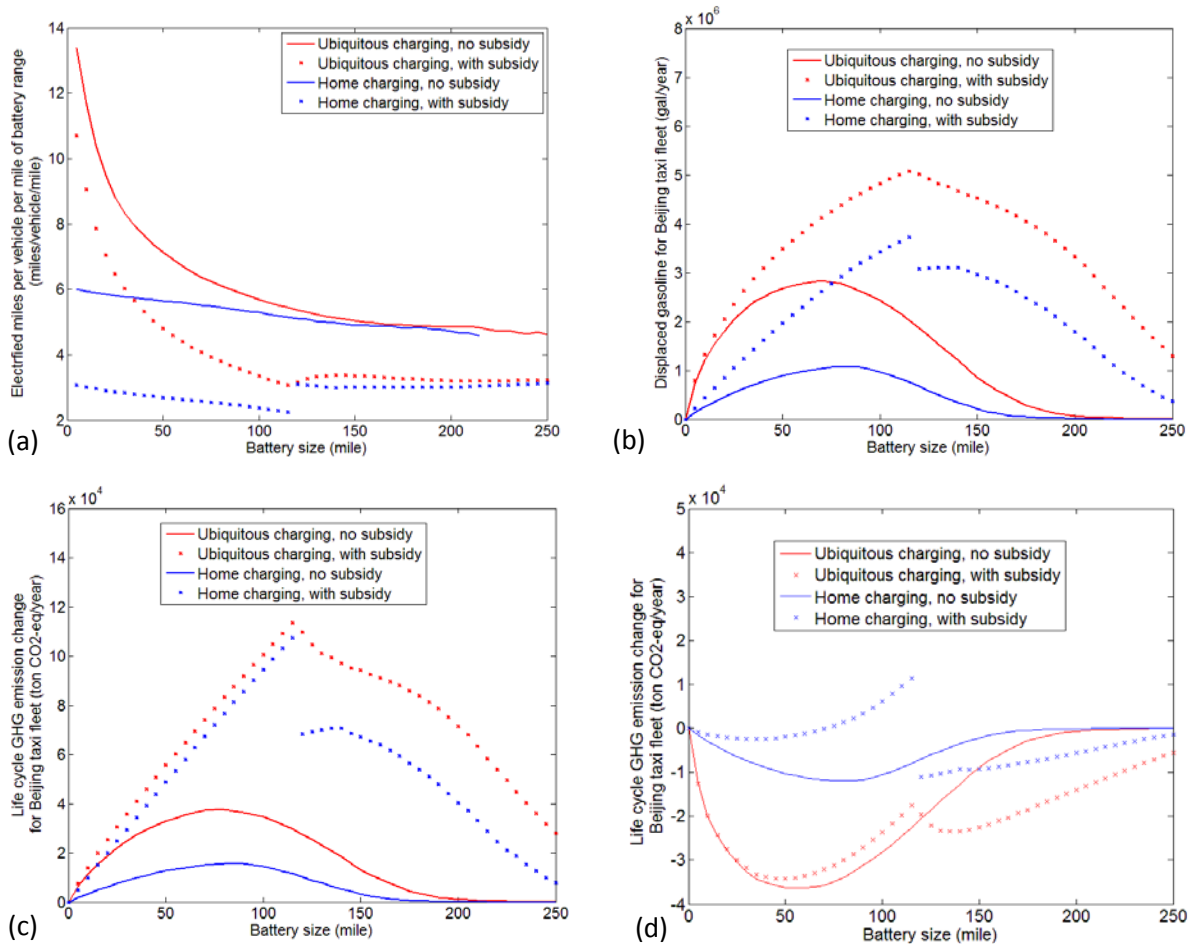 14
12
10
8
6
4
2
0
50
100
150
200
250
Electrfied miles per vehicle per mile of battery range
(miles/vehicle/mile)
Battery size (mile)
Ubiquitous charging, no subsidy
Ubiquitous charging, with subsidy
Home charging, no subsidy
Home charging, with subsidy
(a)
8
x 10^6
7
6
5
4
3
2
1
0
0
50
100
150
200
250
Displaced gasoline for Beijing taxi fleet (gal/year)
Battery size (mile)
Ubiquitous charging, no subsidy
Ubiquitous charging, with subsidy
Home charging, no subsidy
Home charging, with subsidy
(b)
16
x 10^4
14
12
10
8
6
4
2
0
0
50
100
150
200
250
Life cycle GHG emission change
for Beijing taxi fleet (ton CO2-eq/year)
Battery size (mile)
Ubiquitous charging, no subsidy
Ubiquitous charging, with subsidy
Home charging, no subsidy
Home charging, with subsidy
(c)
5
x 10^4
4
3
2
1
0
-1
-2
-3
-4
0
50
100
150
200
250
Life cycle GHG emission change for
Beijing taxi fleet (ton CO2-eq/year)
Battery size (mile)
Ubiquitous charging, no subsidy
Ubiquitous charging, with subsidy
Home charging, no subsidy
Home charging, with subsidy
(d)